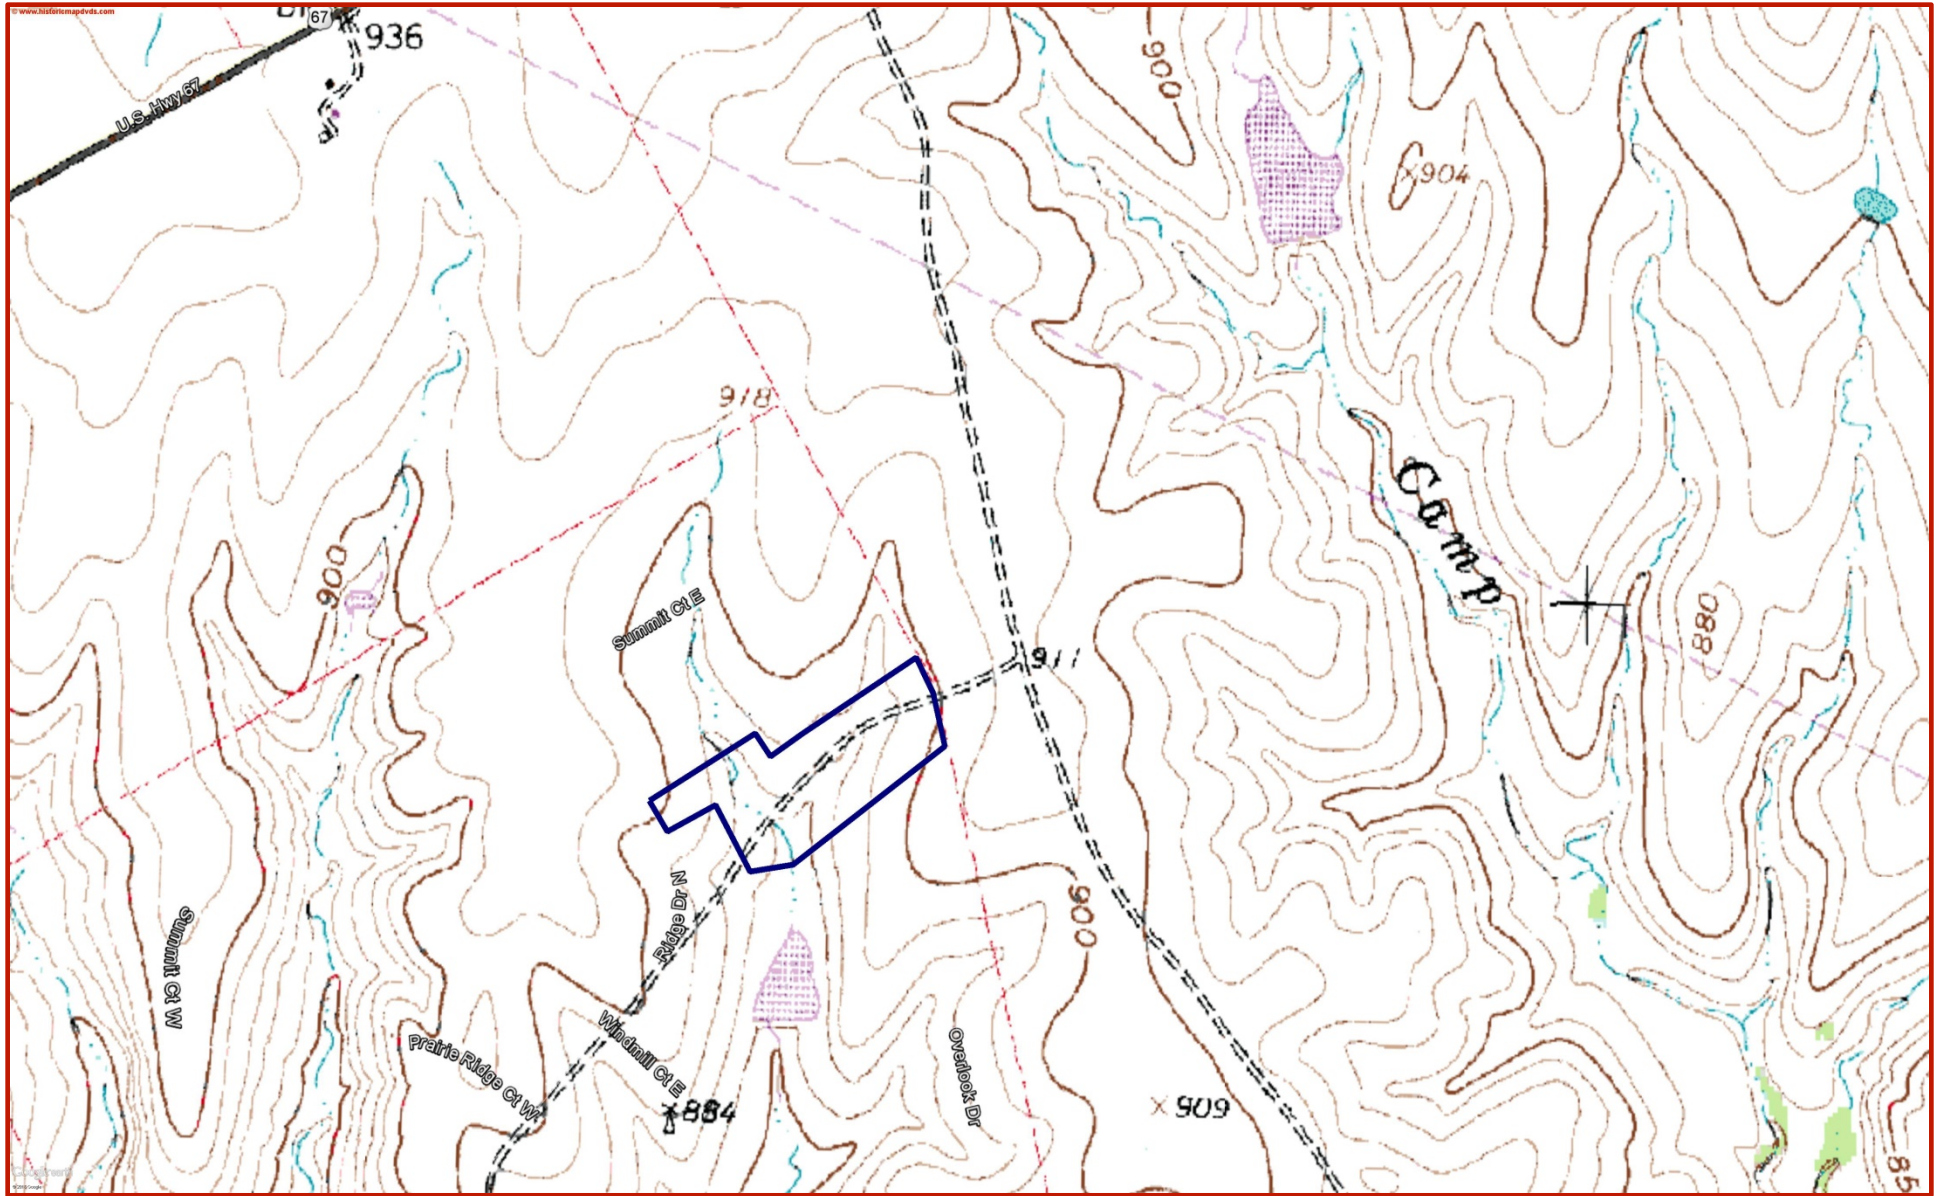 © www.historicmapdvds.com
67
936
U.S. Hwy 67
900
904
918
Camp
900
Summit Ct E
880
911
N
Ridge Dr
900
Summit Ct W
Windmill Ct E
Prairie Ridge Ct W
Overlook Dr
884
909
85